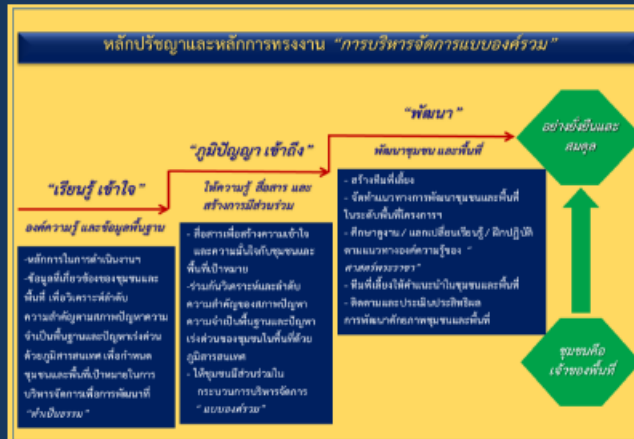 หลักปรัชญาและหลักการทรงงาน "การบริหารจัดการแบบองค์รวม"
"เรียนรู้ เข้าใจ"
องค์ความรู้ และข้อมูลพื้นฐาน
-หลักการในการดำเนินงานฯ
-ข้อมูลที่เกี่ยวข้องของชุมชนและ
พื้นที่ เพื่อวิเคราะห์ลำดับ
ความสำคัญตามสภาพปัญหาความ
จำเป็นพื้นฐานและปัญหาเร่งด่วน
ด้วยภูมิสารสนเทศ เพื่อกำหนด
ชุมชนและพื้นที่เป้าหมายในการ
บริหารจัดการเพื่อการพัฒนาที่
"ทำเป็นธรรม"
"ภูมิปัญญา เข้าถึง"
ให้ความรู้ สื่อสาร และ
สร้างการมีส่วนร่วม
- สื่อสารเพื่อสร้างความเข้าใจ
และความมั่นใจกับชุมชนและ
พื้นที่เป้าหมาย
-ร่วมกันวิเคราะห์และลำดับ
ความสำคัญของสภาพปัญหา
ความจำเป็นพื้นฐานและปัญหา
เร่งด่วนของชุมชนในพื้นที่ด้วย
ภูมิสารสนเทศ
- ให้ชุมชนมีส่วนร่วมใน
กระบวนการบริหารจัดการ
"แบบองค์รวม"
"พัฒนา"
พัฒนาชุมชน และพื้นที่
- สร้างทีมพี่เลี้ยง
- จัดทำแนวทางการพัฒนาชุมชนและพื้นที่
ในระดับพื้นที่โครงการฯ
- ศึกษาดูงาน/ แลกเปลี่ยนเรียนรู้/ ฝึกปฏิบัติ
ตามแนวทางองค์ความรู้ของ "
ศาสตร์พระราชา"
- ทีมพี่เลี้ยงให้คำแนะนำในชุมชนและพื้นที่
- ติดตามและประเมินประสิทธิผล
การพัฒนาศักยภาพชุมชนและพื้นที่
อย่างยั่งยืนและ
สมดุล
ชุมชนคือ
เจ้าของพื้นที่